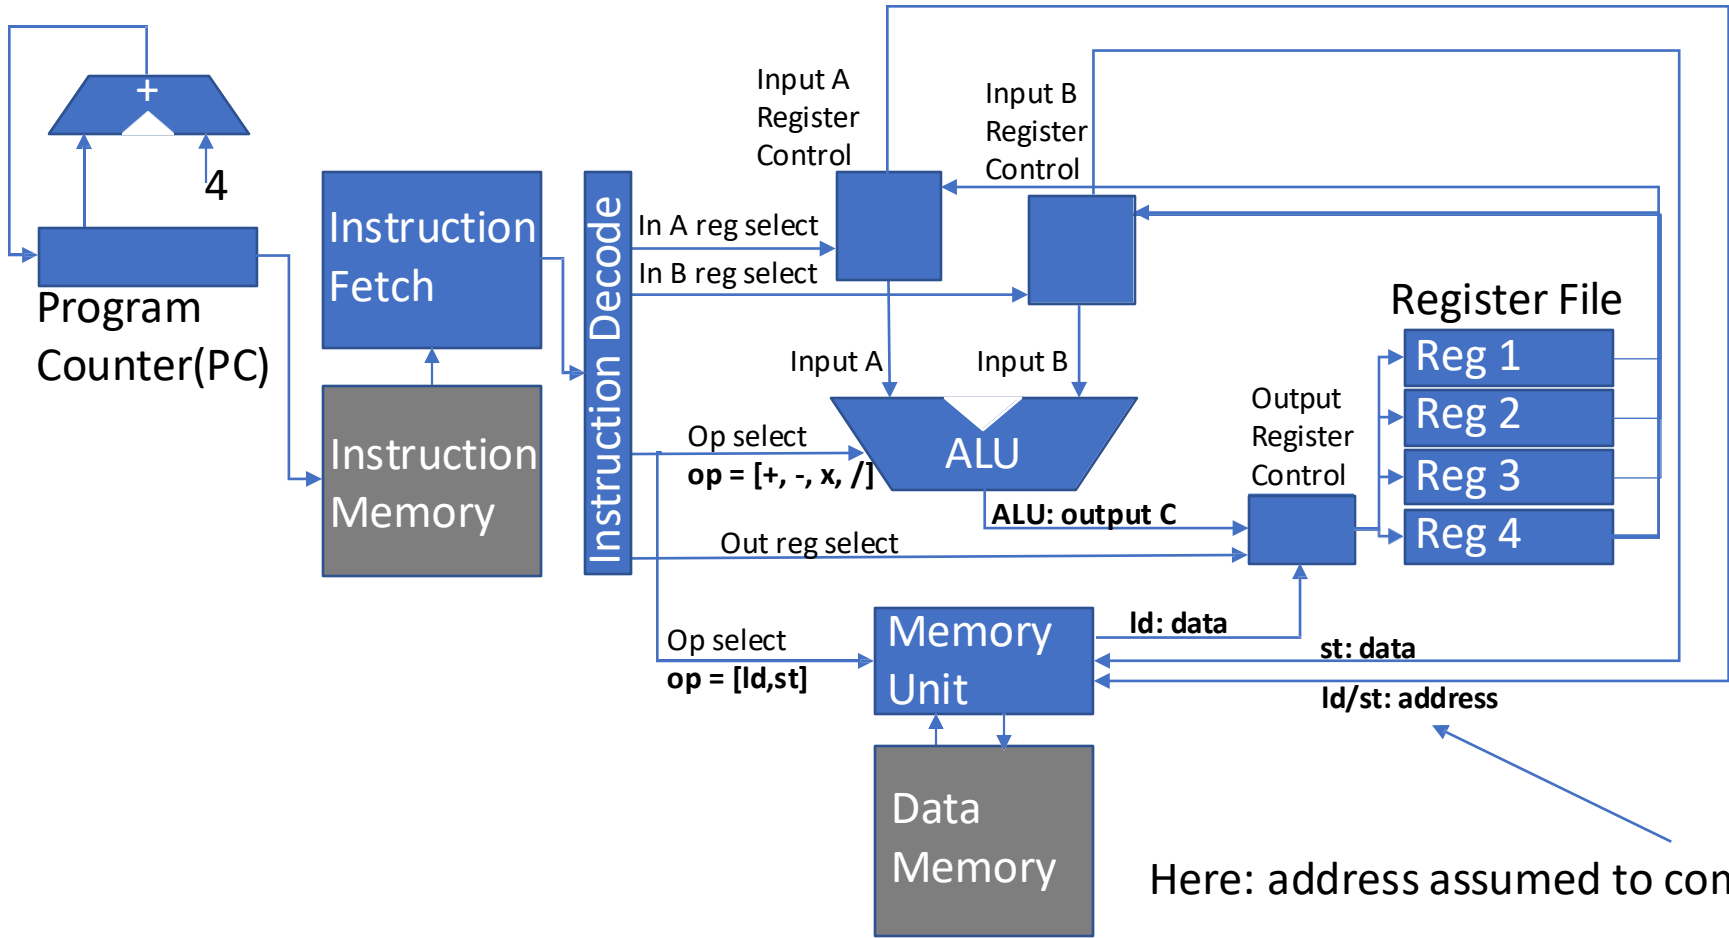 +
4
Program
Counter(PC)
Instruction
Fetch
Instruction
Memory
Instruction Decode
Input A
Register
Control
Input B
Register
Control
In A reg select
In B reg select
Input A
Input B
Op select
op = [+, -, x, /]
ALU
ALU: output C
Out reg select
Output
Register
Control
Register File
Reg 1
Reg 2
Reg 3
Reg 4
Op select
op = [ld,st]
Memory
Unit
ld: data
st: data
ld/st: address
Data
Memory
Here: address assumed to